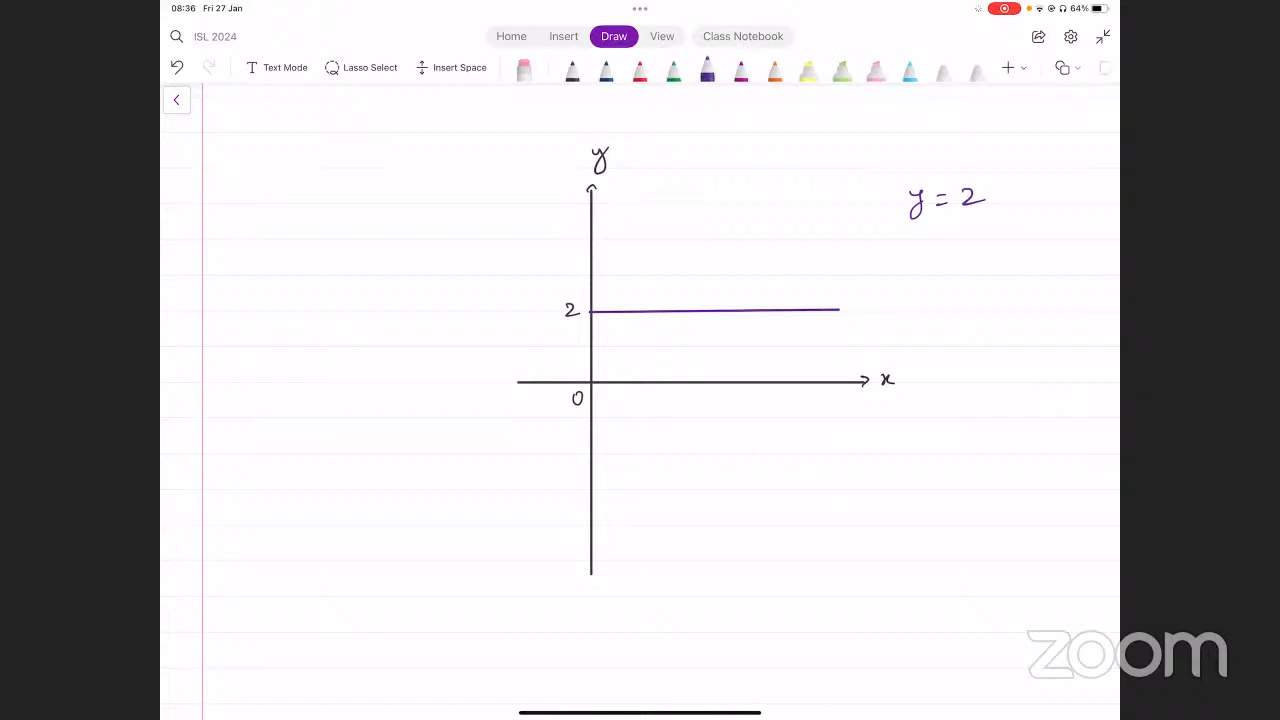 08:36 Fri 27 Jan
64%
ISL 2024
Home Insert Draw View Class Notebook
Text Mode Lasso Select Insert Space
y
y = 2
2
x
0
zoom